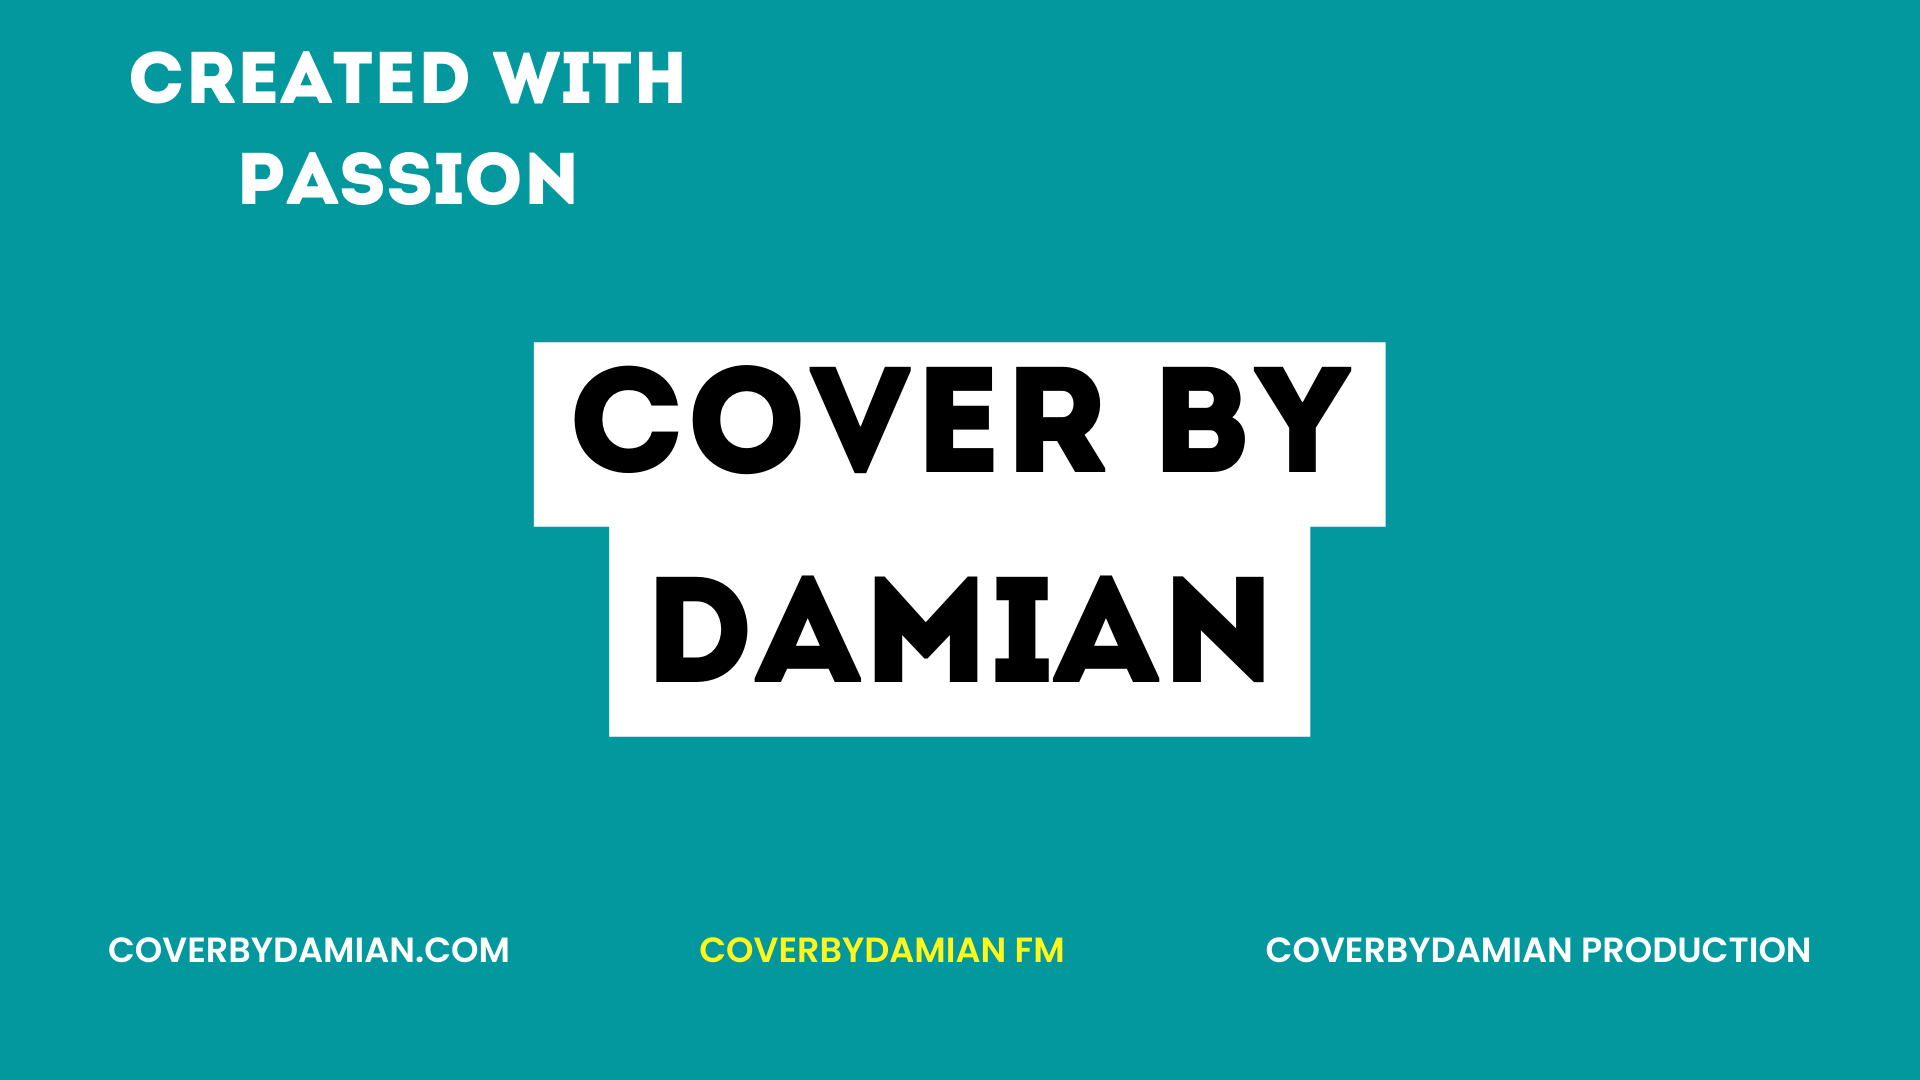 CREATED WITH
PASSION
COVER BY
DAMIAN
COVERBYDAMIAN.COM
COVERBYDAMIAN FM
COVERBYDAMIAN PRODUCTION